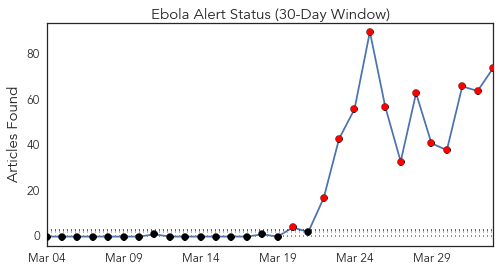 Ebola Alert Status (30-Day Window)
Articles Found
80
60
40
20
0
Mar 04 Mar 09 Mar 14 Mar 19 Mar 24 Mar 29